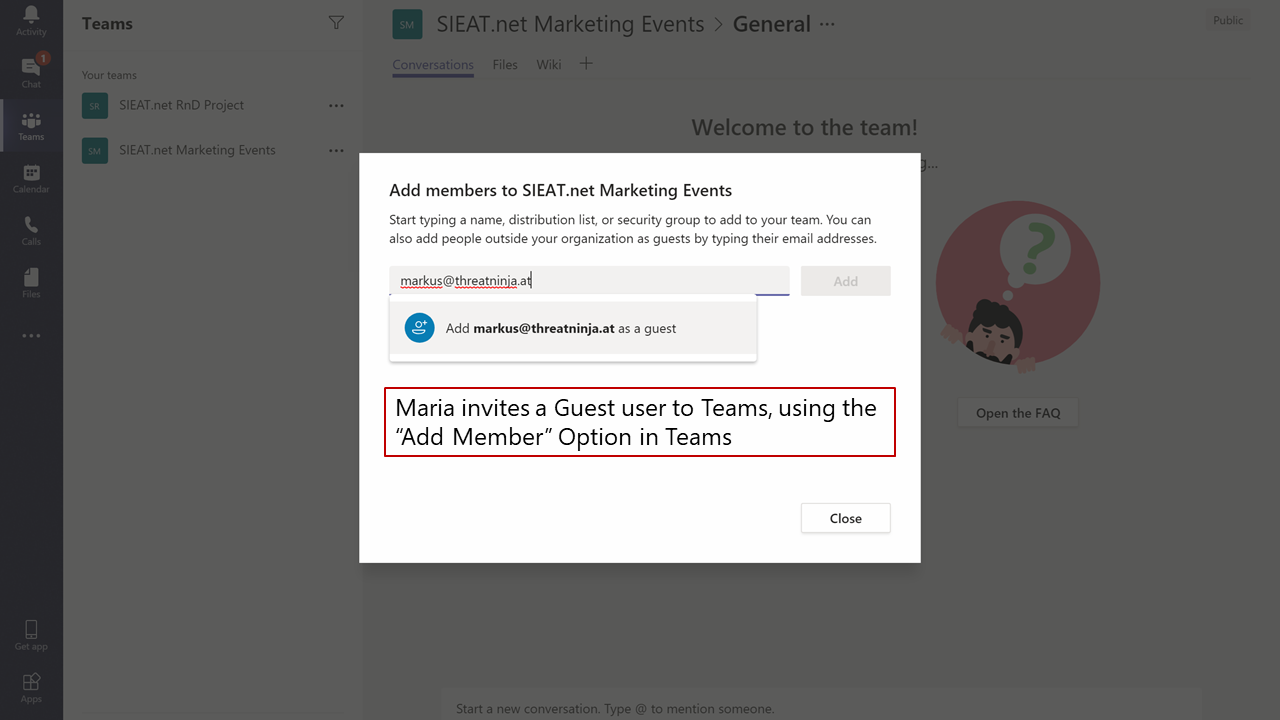 Activity
Chat
1
Teams
Calendar
Calls
Files
Get app
Apps
Teams
Your teams
SR SIEAT.net RnD Project
SM SIEAT.net Marketing Events
SM SIEAT.net Marketing Events > General
Public
Conversations Files Wiki +
Welcome to the team!
g...
Add members to SIEAT.net Marketing Events
Start typing a name, distribution list, or security group to add to your team. You can
also add people outside your organization as guests by typing their email addresses.
markus@threatninja.at
Add
Add markus@threatninja.at as a guest
Maria invites a Guest user to Teams, using the
“Add Member” Option in Teams
Close
?
Open the FAQ
Start a new conversation. Type @ to mention someone.